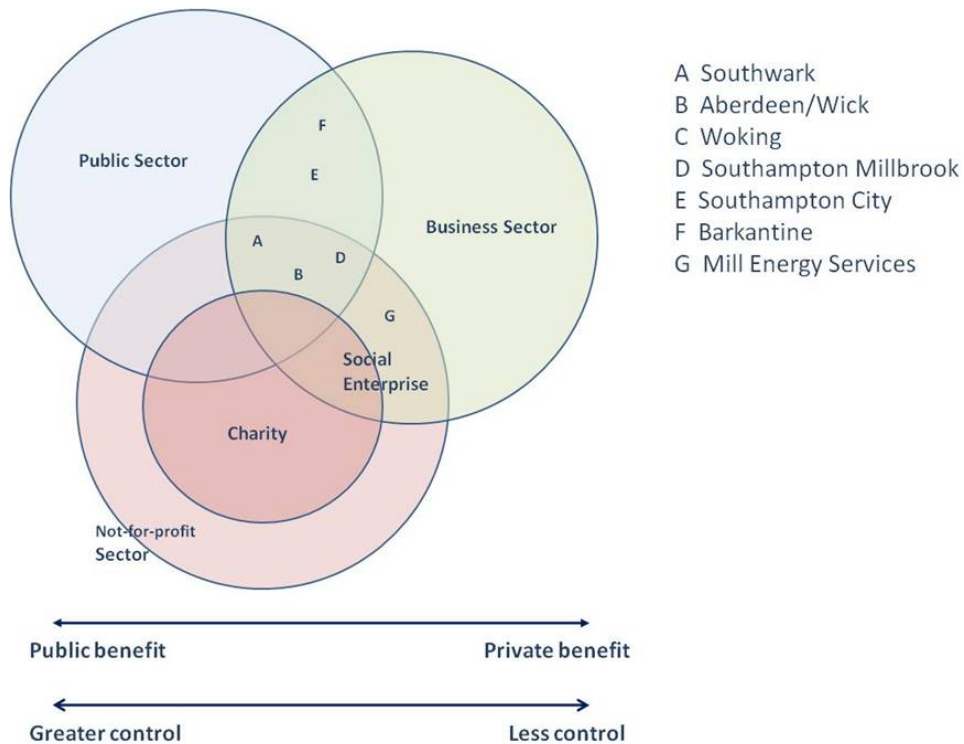 Public Sector
Business Sector
F
E
A
D
B
G
Social
Enterprise
Charity
Not-for-profit
Sector
A Southwark
B Aberdeen/Wick
C Woking
D Southampton Millbrook
E Southampton City
F Barkantine
G Mill Energy Services
Public benefit Private benefit
Greater control Less control